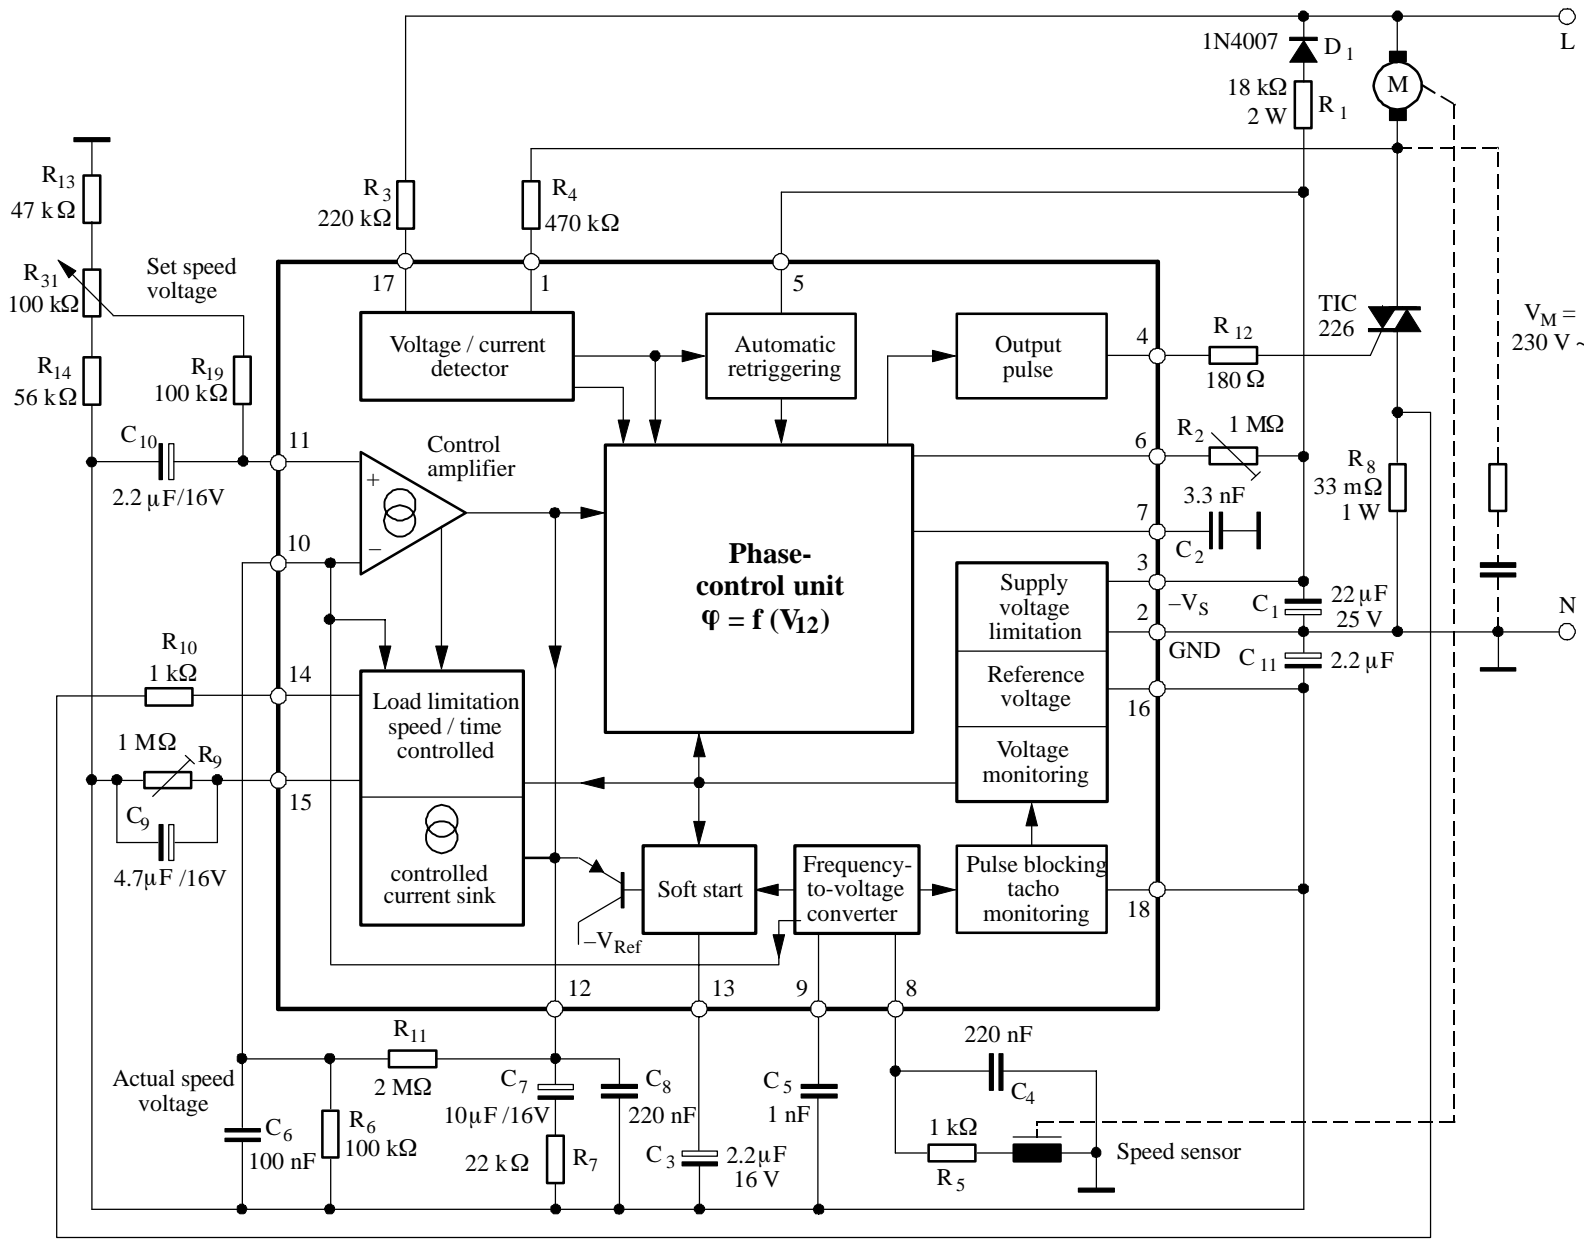 1N4007
D1
L
18 kΩ
2 W
R1
M
R13
47 kΩ
R3
220 kΩ
R4
470 kΩ
R31
100 kΩ
Set speed
voltage
17
1
5
TIC
226
VM =
230 V ~
R14
56 kΩ
R19
100 kΩ
Voltage / current
detector
Automatic
retriggering
Output
pulse
4
R12
180 Ω
C10
2.2 µF/16V
11
Control
amplifier
+
−
6
R2
1 MΩ
R8
33 mΩ
1 W
3.3 nF
7
C2
10
Phase-
control unit
φ = f (V12)
3
–VS
Supply
voltage
limitation
C1
22 µF
25 V
2
GND
N
C11
2.2 µF
R10
1 kΩ
14
Load limitation
speed / time
controlled
Reference
voltage
16
1 MΩ
R9
15
Voltage
monitoring
C9
4.7µF /16V
controlled
current sink
Soft start
Frequency-
to-voltage
converter
Pulse blocking
tacho
monitoring
18
–VRef
12
13
9
8
R11
2 MΩ
220 nF
C4
Actual speed
voltage
C7
10µF /16V
C8
220 nF
C5
1 nF
C6
100 nF
R6
100 kΩ
22 kΩ
R7
C3
2.2µF
16 V
1 kΩ
R5
Speed sensor